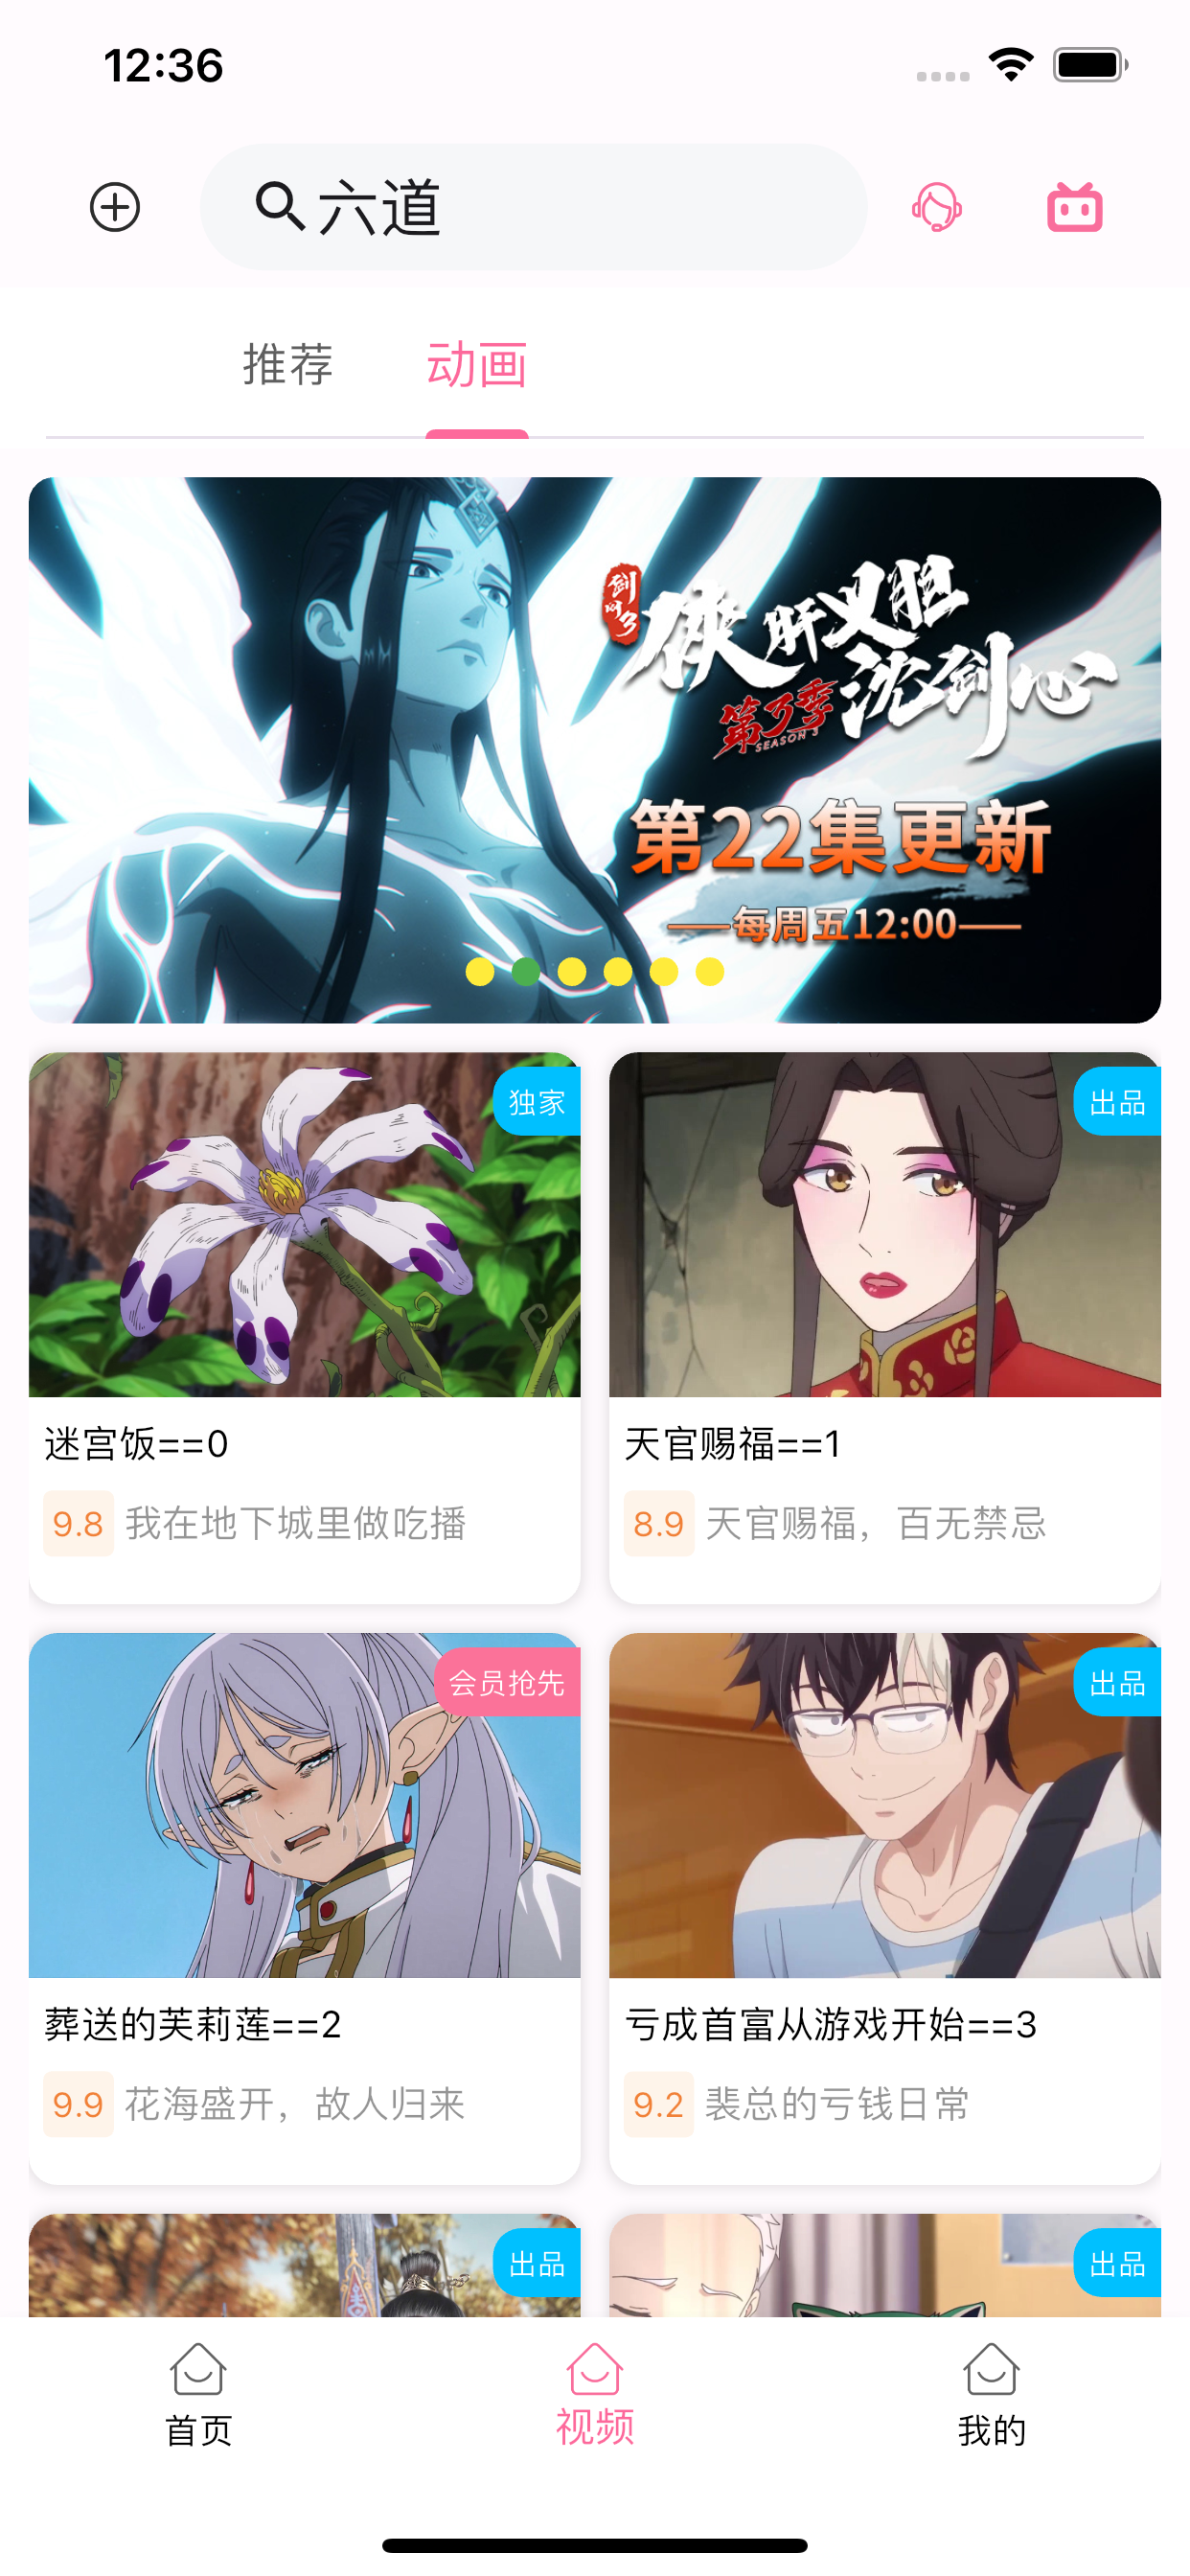 12:36
六道
推荐
动画
剑网3
侠肝义胆
沈剑心
第三季
SEASON 3
第22集更新
每周五12:00
独家
出品
迷宫饭==0
天官赐福==1
9.8 我在地下城里做吃播
8.9 天官赐福，百无禁忌
会员抢先
出品
葬送的芙莉莲==2
亏成首富从游戏开始==3
9.9 花海盛开，故人归来
9.2 裴总的亏钱日常
出品
出品
首页
视频
我的